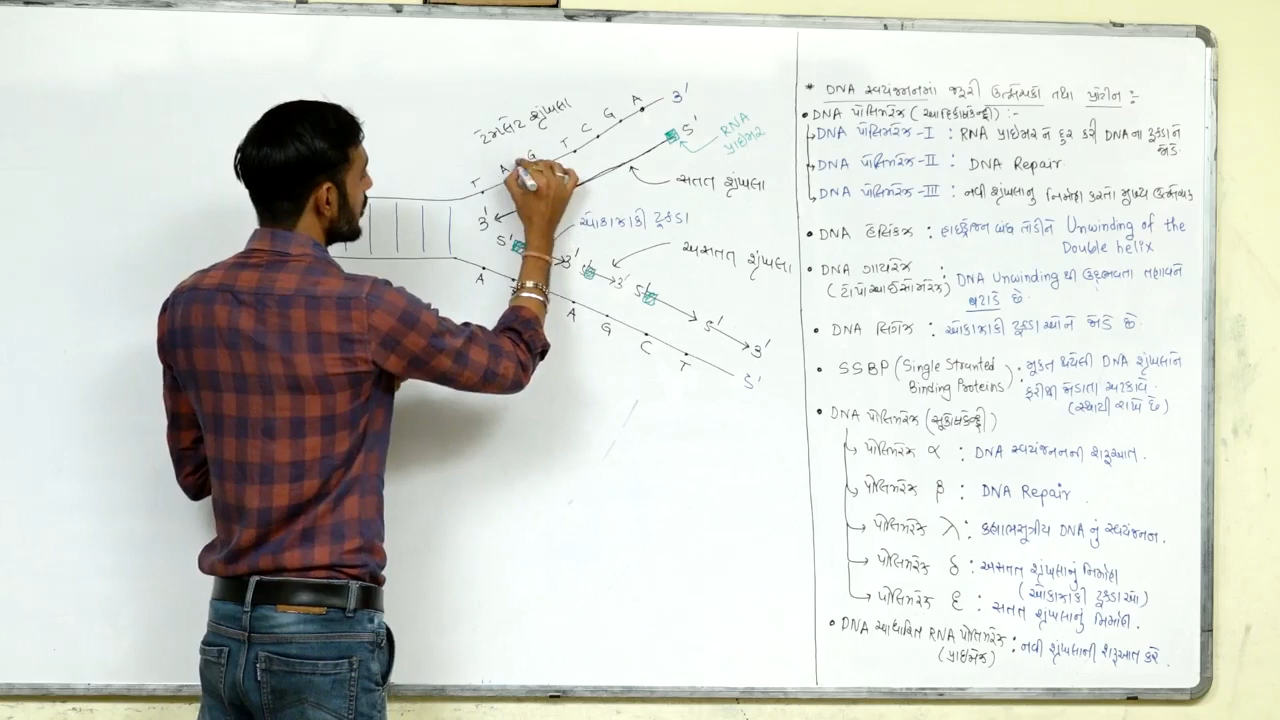 ટેમ્પલેટ શૃંખલા
T A G T C G A 3'
5'
RNA
પ્રાઇમર
સતત શૃંખલા
3'
ઓકાઝાકી ટૂકડા
5' 3' 5' 3' 5' 5' 3'
અસતત શૃંખલા
A A G C T 5'
* DNA સ્વયંજનનમાં જરૂરી ઉત્સેચકો તથા પ્રોટીન :-
• DNA પોલિમરેઝ (આદિકોષકેન્દ્રી) :-
DNA પોલિમરેઝ-I : RNA પ્રાઇમરને દુર કરી DNA ના ટૂકડાને જોડે.
DNA પોલિમરેઝ-II : DNA Repair.
DNA પોલિમરેઝ-III : નવી શૃંખલાનુ નિર્માણ કરતો મુખ્ય ઉત્સેચક
• DNA હેલિકેઝ : હાઇડ્રોજન બંધ તોડીને Unwinding of the
Double helix
• DNA ગાયરેઝ : DNA Unwinding થી ઉદ્ભવતા તણાવને
(ટોપોઆઇસોમરેઝ) ઘટાડે છે.
• DNA લિગેઝ : ઓકાઝાકી ટૂકડાઓને જોડે છે.
• SSBP (Single Stranted : મુક્ત થયેલી DNA શૃંખલાને
Binding Proteins) ફરીથી જોડાતા અટકાવે.
(સ્થાયી રાખે છે)
• DNA પોલિમરેઝ (સુકોષકેન્દ્રી)
પોલિમરેઝ α : DNA સ્વયંજનનની શરૂઆત.
પોલિમરેઝ β : DNA Repair.
પોલિમરેઝ λ : કણાભસૂત્રીય DNA નું સ્વયંજનન.
પોલિમરેઝ δ : અસતત શૃંખલાનું નિર્માણ
(ઓકાઝાકી ટૂકડાઓ)
પોલિમરેઝ ε : સતત શૃંખલાનું નિર્માણ.
• DNA આધારિત RNA પોલિમરેઝ : નવી શૃંખલાની શરૂઆત કરે.
(પ્રાઇમેઝ)